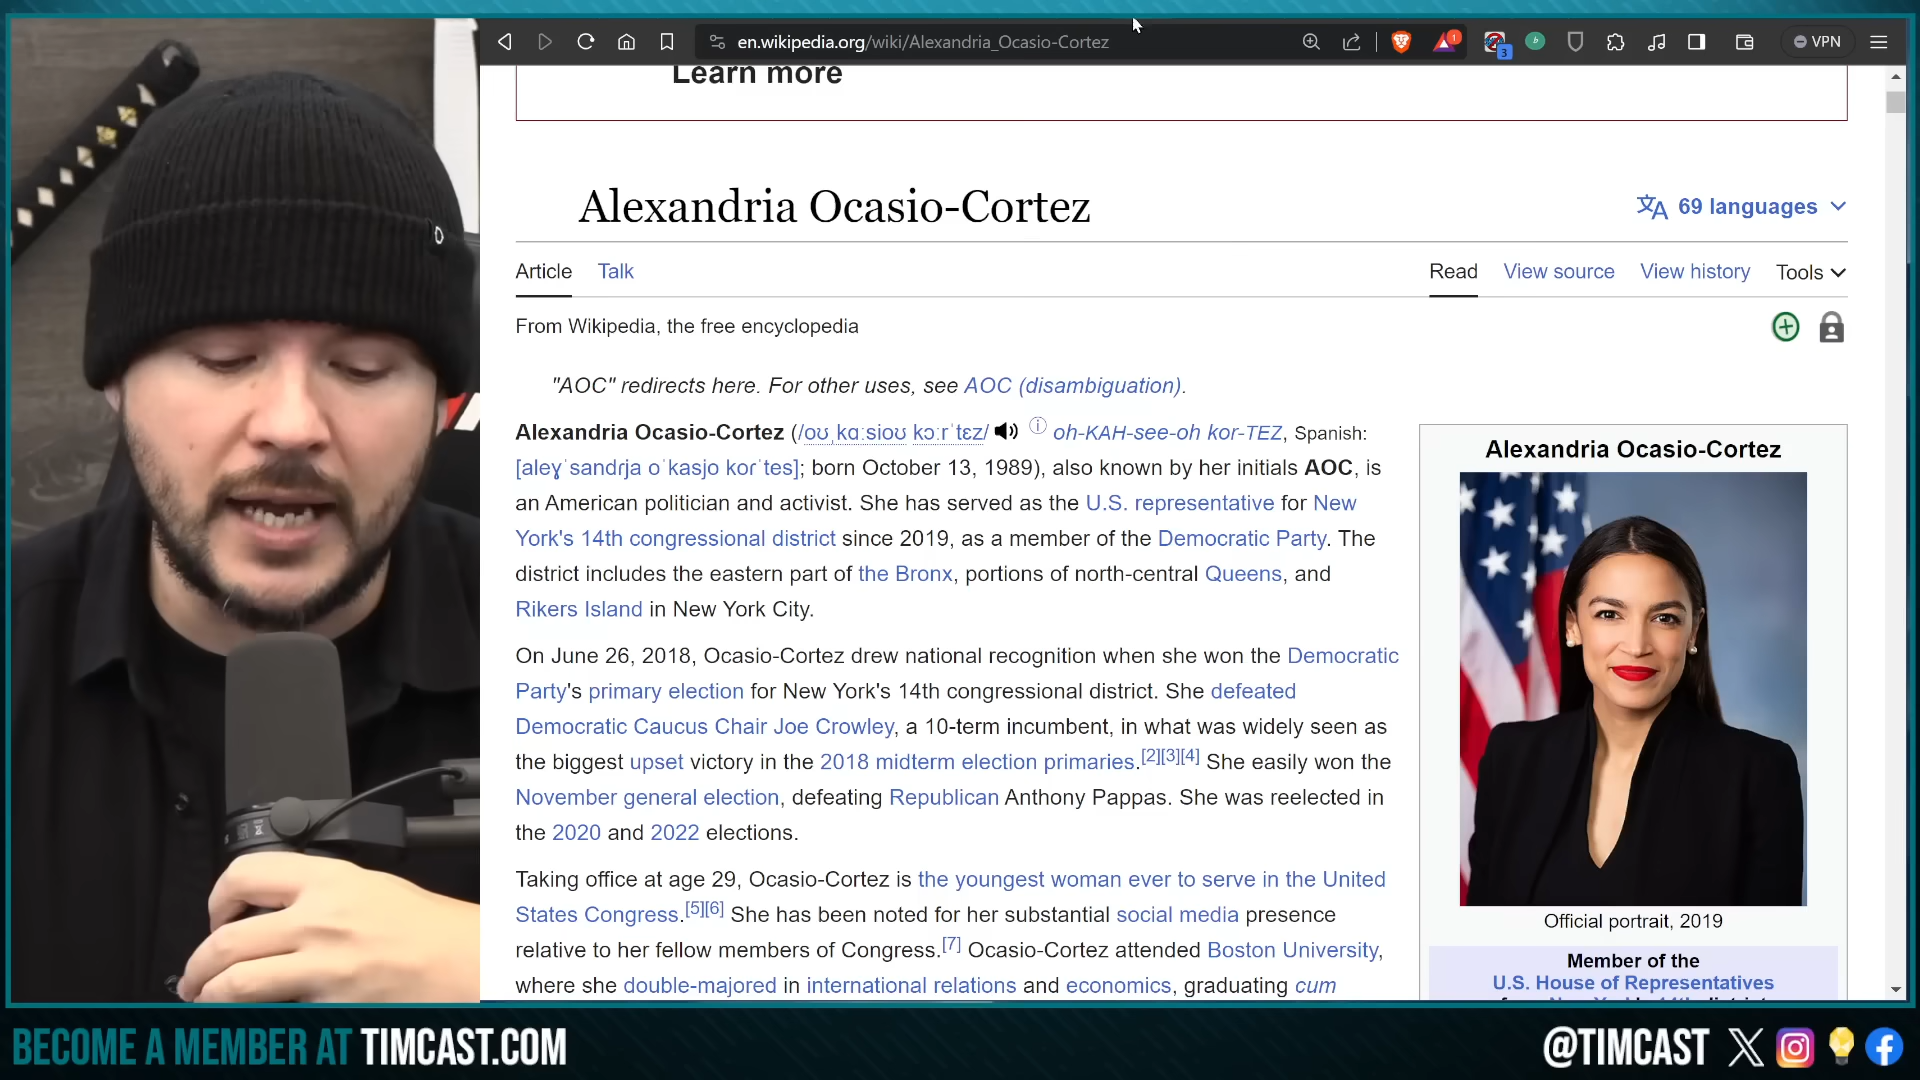 en.wikipedia.org/wiki/Alexandria_Ocasio-Cortez
1
3
VPN
Learn more
Alexandria Ocasio-Cortez
69 languages
Article Talk
Read View source View history Tools
From Wikipedia, the free encyclopedia
"AOC" redirects here. For other uses, see AOC (disambiguation).
Alexandria Ocasio-Cortez (/oʊˌkɑːsioʊ kɔːrˈtɛz/ oh-KAH-see-oh kor-TEZ, Spanish:
[aleɣˈsandɾja oˈkasjo koɾˈtes]; born October 13, 1989), also known by her initials AOC, is
an American politician and activist. She has served as the U.S. representative for New
York's 14th congressional district since 2019, as a member of the Democratic Party. The
district includes the eastern part of the Bronx, portions of north-central Queens, and
Rikers Island in New York City.
On June 26, 2018, Ocasio-Cortez drew national recognition when she won the Democratic
Party's primary election for New York's 14th congressional district. She defeated
Democratic Caucus Chair Joe Crowley, a 10-term incumbent, in what was widely seen as
the biggest upset victory in the 2018 midterm election primaries.[2][3][4] She easily won the
November general election, defeating Republican Anthony Pappas. She was reelected in
the 2020 and 2022 elections.
Taking office at age 29, Ocasio-Cortez is the youngest woman ever to serve in the United
States Congress.[5][6] She has been noted for her substantial social media presence
relative to her fellow members of Congress.[7] Ocasio-Cortez attended Boston University,
where she double-majored in international relations and economics, graduating cum
Alexandria Ocasio-Cortez
Official portrait, 2019
Member of the
U.S. House of Representatives
BECOME A MEMBER AT TIMCAST.COM
@TIMCAST